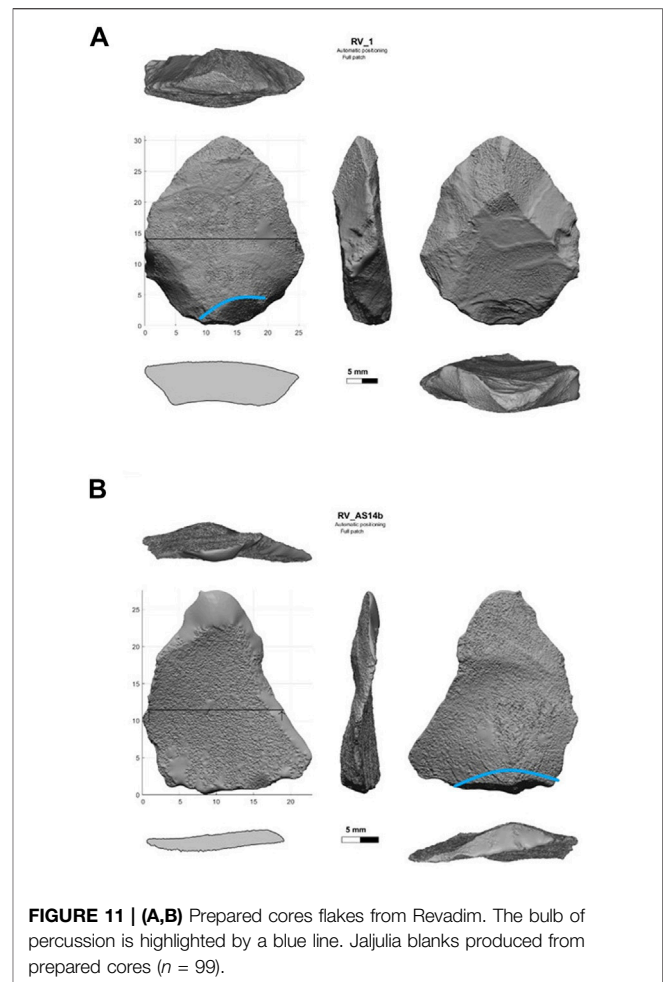 A
RV_1
Automatic positioning
Full patch
30
25
20
15
10
5
0
0 5 10 15 20 25
5 mm
B
RV_AS14b
Automatic positioning
Full patch
25
20
15
10
5
0
0 5 10 15 20
5 mm
FIGURE 11 | (A,B) Prepared cores flakes from Revadim. The bulb of
percussion is highlighted by a blue line. Jaljulia blanks produced from
prepared cores (n = 99).